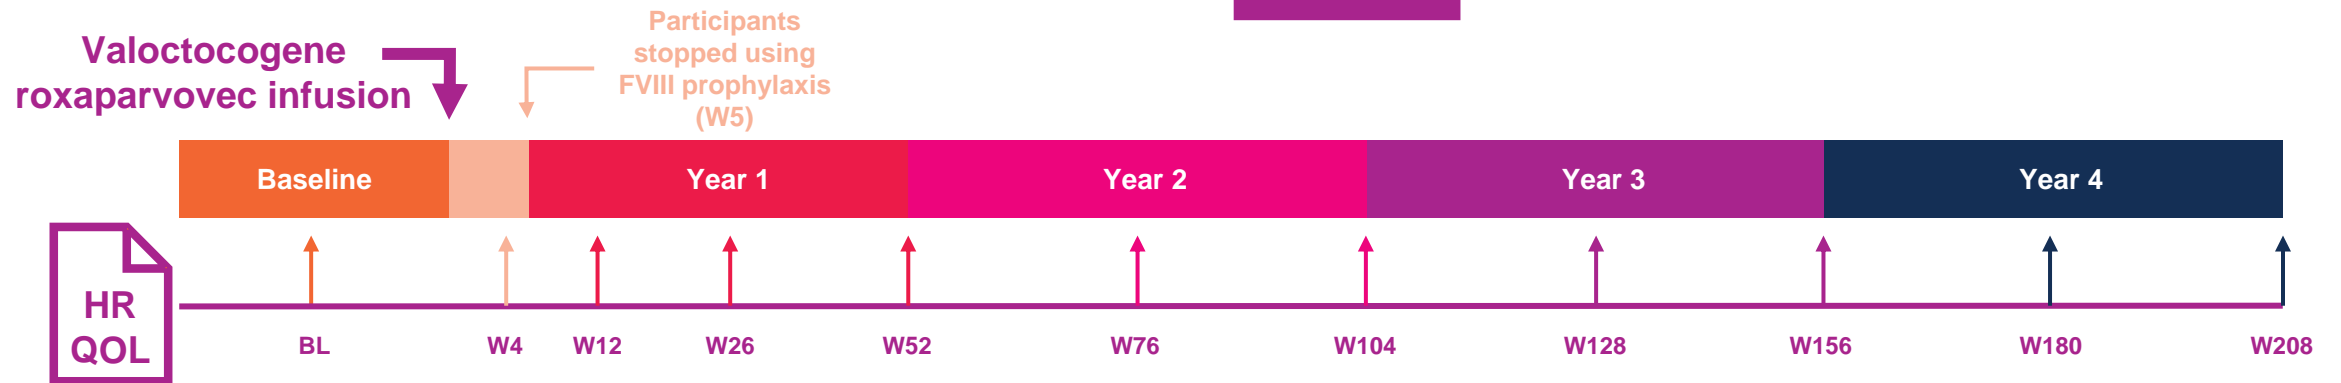 Valoctocogene
roxaparvovec infusion
Participants
stopped using
FVIII prophylaxis
(W5)
Baseline
Year 1
Year 2
Year 3
Year 4
HR
QOL
BL
W4
W12
W26
W52
W76
W104
W128
W156
W180
W208